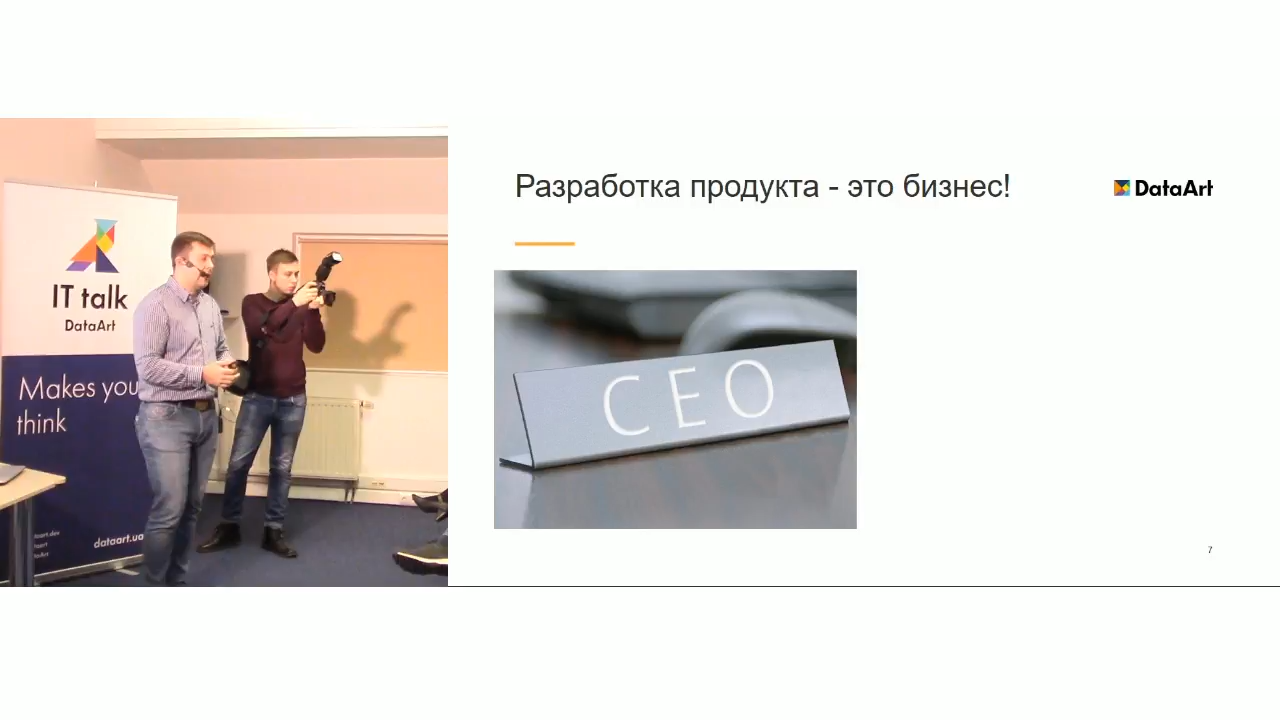 IT talk
DataArt
Makes you
think
dataart.ua
Разработка продукта - это бизнес!
DataArt
CEO
7